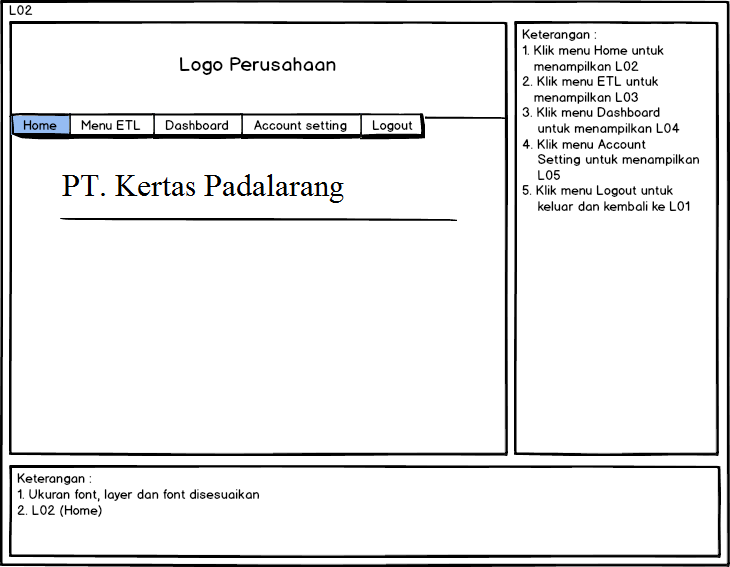 L02
Logo Perusahaan
Home Menu ETL Dashboard Account setting Logout
PT. Kertas Padalarang
Keterangan :
1. Klik menu Home untuk
menampilkan L02
2. Klik menu ETL untuk
menampilkan L03
3. Klik menu Dashboard
untuk menampilkan L04
4. Klik menu Account
Setting untuk menampilkan
L05
5. Klik menu Logout untuk
keluar dan kembali ke L01
Keterangan :
1. Ukuran font, layer dan font disesuaikan
2. L02 (Home)